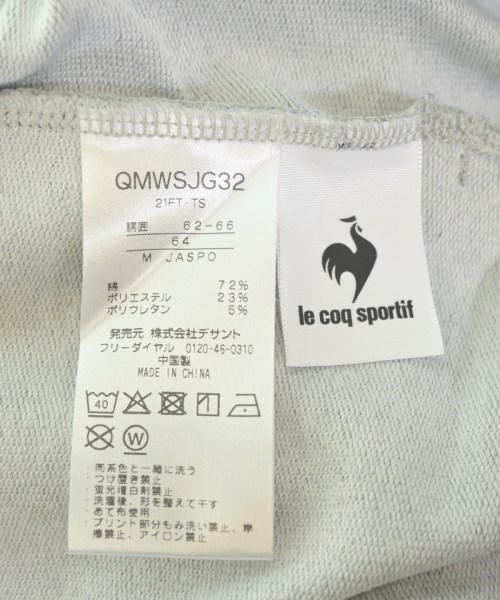 QMWSJG32
21FT・TS
胴囲 62-66
64
M JASPO
綿 72%
ポリエステル 23%
ポリウレタン 5%
発売元 株式会社デサント
フリーダイヤル 0120-46-0310
中国製
MADE IN CHINA
40
W
・同系色と一緒に洗う
・つけ置き禁止
・蛍光増白剤禁止
・洗濯後、形を整えて干す
・あて布使用
・プリント部分もみ洗い禁止、摩
擦禁止、アイロン禁止
le coq sportif